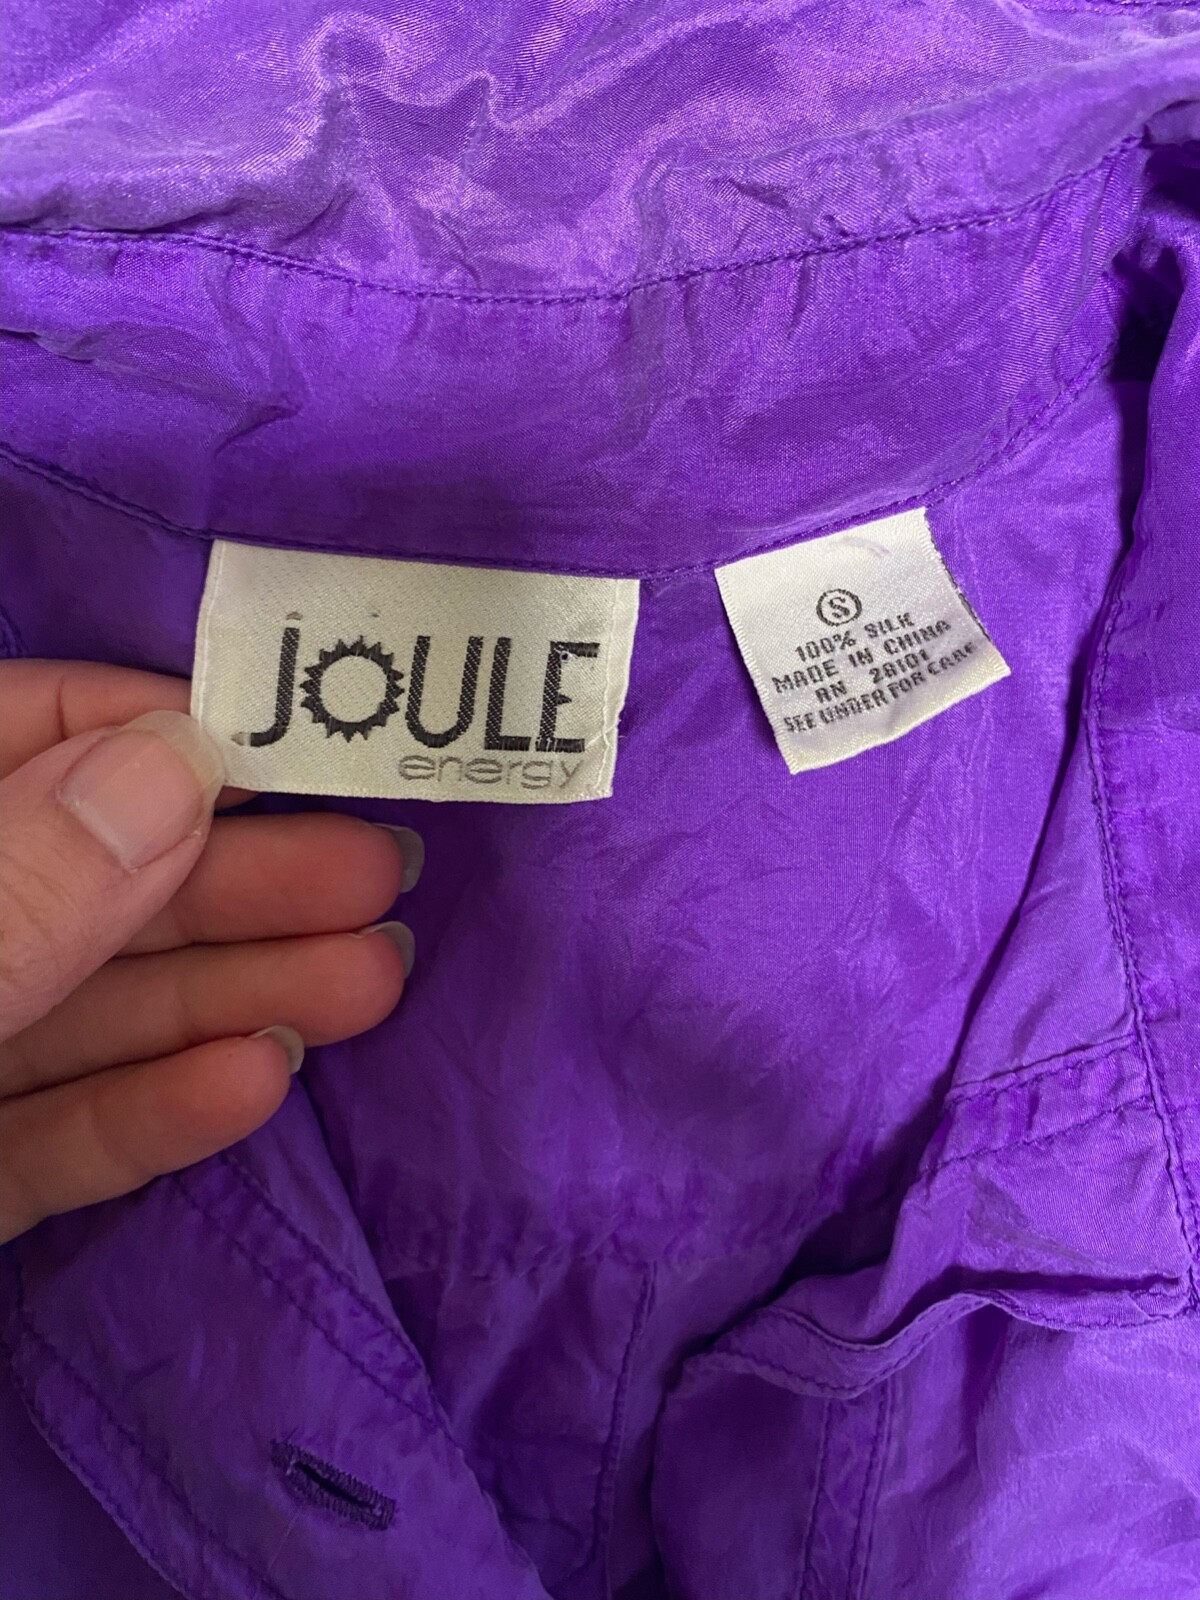 JOULE
energy
S
100% SILK
MADE IN CHINA
RN 28101
SEE UNDER FOR CARE